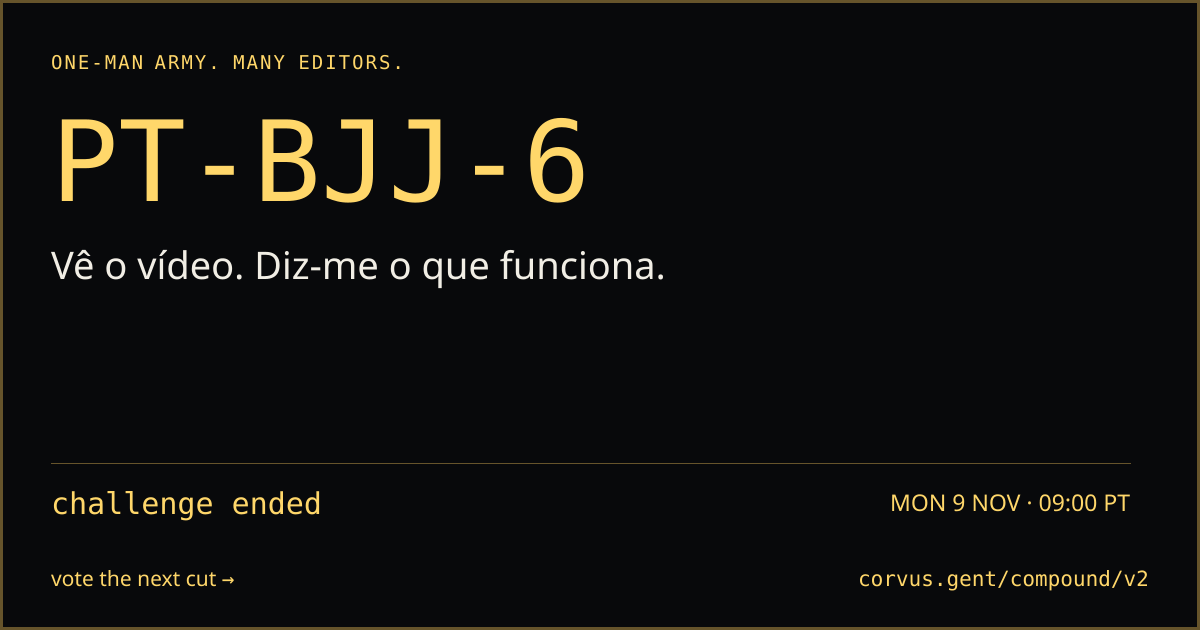 ONE-MAN ARMY. MANY EDITORS.
PT-BJJ-6
Vê o vídeo. Diz-me o que funciona.
challenge ended
MON 9 NOV · 09:00 PT
vote the next cut →
corvus.gent/compound/v2